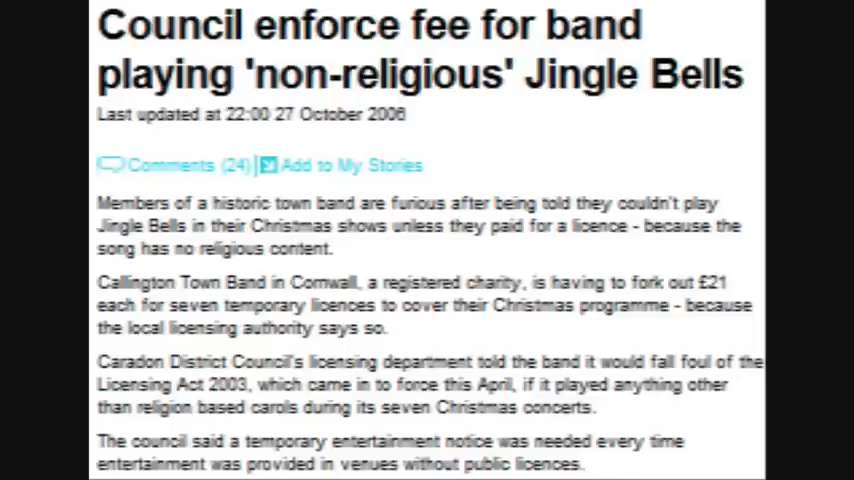 Council enforce fee for band
playing 'non-religious' Jingle Bells
Last updated at 22:00 27 October 2006
Comments (24) Add to My Stories
Members of a historic town band are furious after being told they couldn't play
Jingle Bells in their Christmas shows unless they paid for a licence - because the
song has no religious content.
Callington Town Band in Cornwall, a registered charity, is having to fork out £21
each for seven temporary licences to cover their Christmas programme - because
the local licensing authority says so.
Caradon District Council's licensing department told the band it would fall foul of the
Licensing Act 2003, which came in to force this April, if it played anything other
than religion based carols during its seven Christmas concerts.
The council said a temporary entertainment notice was needed every time
entertainment was provided in venues without public licences.